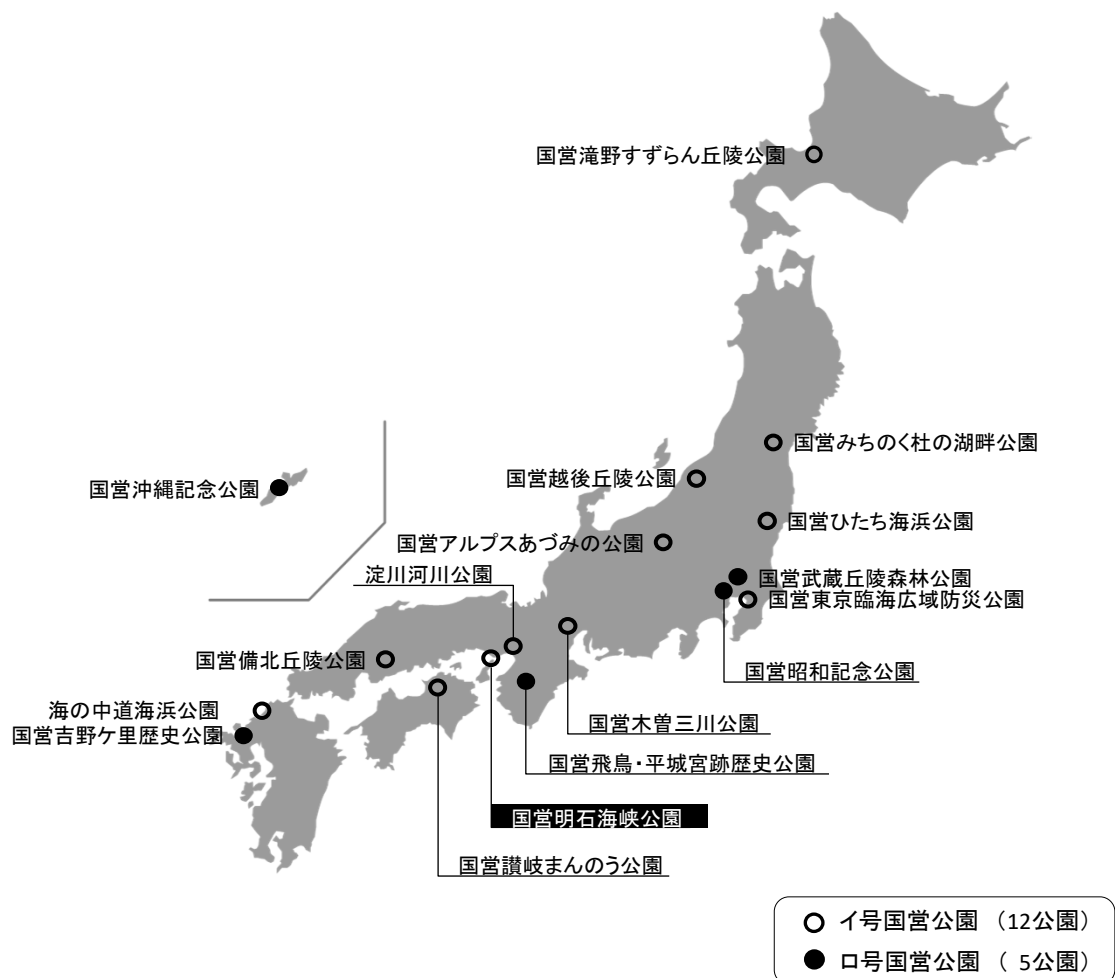 国営滝野すずらん丘陵公園
国営みちのく杜の湖畔公園
国営越後丘陵公園
国営沖縄記念公園
国営ひたち海浜公園
国営アルプスあづみの公園
淀川河川公園
国営武蔵丘陵森林公園
国営東京臨海広域防災公園
国営備北丘陵公園
国営昭和記念公園
海の中道海浜公園
国営木曽三川公園
国営吉野ケ里歴史公園
国営飛鳥・平城宮跡歴史公園
国営明石海峡公園
国営讃岐まんのう公園
イ号国営公園 （12公園）
ロ号国営公園 （ 5公園）